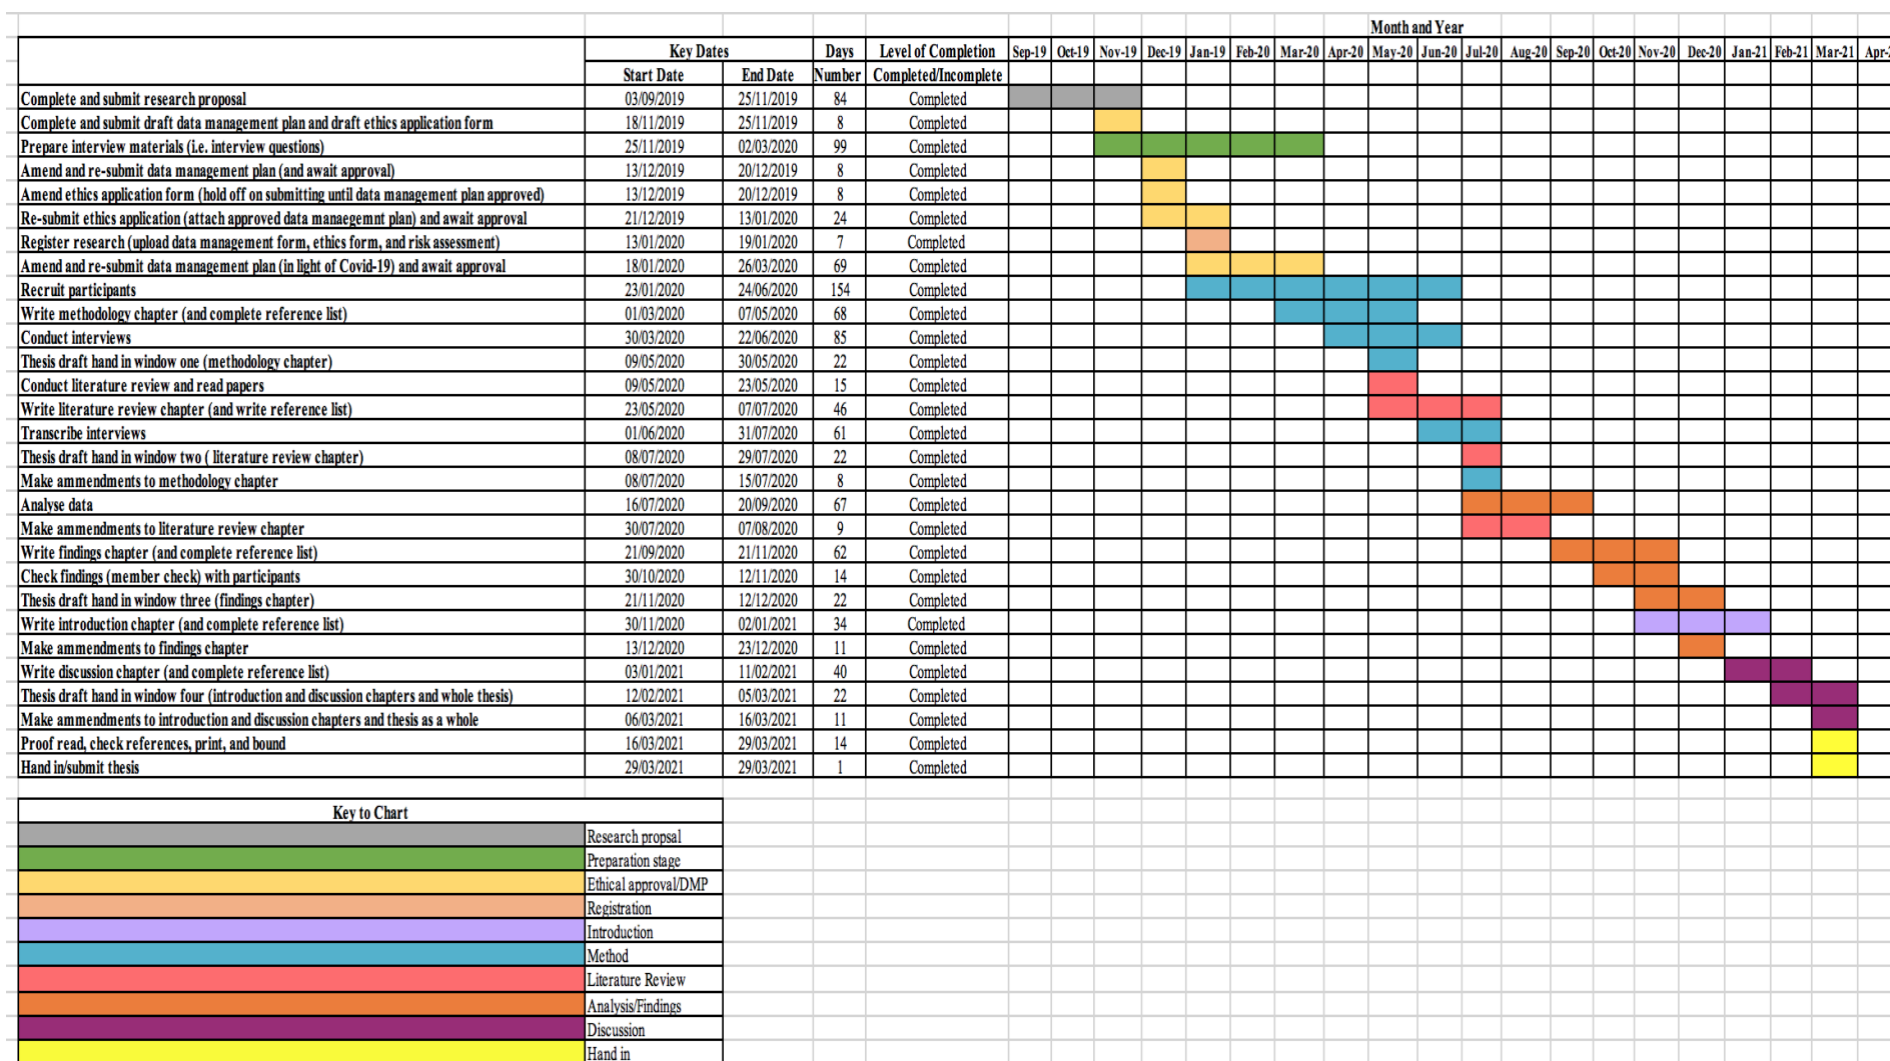 Month and Year
Key Dates Days Level of Completion Sep-19 Oct-19 Nov-19 Dec-19 Jan-19 Feb-20 Mar-20 Apr-20 May-20 Jun-20 Jul-20 Aug-20 Sep-20 Oct-20 Nov-20 Dec-20 Jan-21 Feb-21 Mar-21
Start Date End Date Number Completed/Incomplete
Complete and submit research proposal 03/09/2019 25/11/2019 84 Completed
Complete and submit draft data management plan and draft ethics application form 18/11/2019 25/11/2019 8 Completed
Prepare interview materials (i.e. interview questions) 25/11/2019 02/03/2020 99 Completed
Amend and re-submit data management plan (and await approval) 13/12/2019 20/12/2019 8 Completed
Amend ethics application form (hold off on submitting until data management plan approved) 13/12/2019 20/12/2019 8 Completed
Re-submit ethics application (attach approved data manaegemnt plan) and await approval 21/12/2019 13/01/2020 24 Completed
Register research (upload data management form, ethics form, and risk assessment) 13/01/2020 19/01/2020 7 Completed
Amend and re-submit data management plan (in light of Covid-19) and await approval 18/01/2020 26/03/2020 69 Completed
Recruit participants 23/01/2020 24/06/2020 154 Completed
Write methodology chapter (and complete reference list) 01/03/2020 07/05/2020 68 Completed
Conduct interviews 30/03/2020 22/06/2020 85 Completed
Thesis draft hand in window one (methodology chapter) 09/05/2020 30/05/2020 22 Completed
Conduct literature review and read papers 09/05/2020 23/05/2020 15 Completed
Write literature review chapter (and write reference list) 23/05/2020 07/07/2020 46 Completed
Transcribe interviews 01/06/2020 31/07/2020 61 Completed
Thesis draft hand in window two ( literature review chapter) 08/07/2020 29/07/2020 22 Completed
Make ammendments to methodology chapter 08/07/2020 15/07/2020 8 Completed
Analyse data 16/07/2020 20/09/2020 67 Completed
Make ammendments to literature review chapter 30/07/2020 07/08/2020 9 Completed
Write findings chapter (and complete reference list) 21/09/2020 21/11/2020 62 Completed
Check findings (member check) with participants 30/10/2020 12/11/2020 14 Completed
Thesis draft hand in window three (findings chapter) 21/11/2020 12/12/2020 22 Completed
Write introduction chapter (and complete reference list) 30/11/2020 02/01/2021 34 Completed
Make ammendments to findings chapter 13/12/2020 23/12/2020 11 Completed
Write discussion chapter (and complete reference list) 03/01/2021 11/02/2021 40 Completed
Thesis draft hand in window four (introduction and discussion chapters and whole thesis) 12/02/2021 05/03/2021 22 Completed
Make ammendments to introduction and discussion chapters and thesis as a whole 06/03/2021 16/03/2021 11 Completed
Proof read, check references, print, and bound 16/03/2021 29/03/2021 14 Completed
Hand in/submit thesis 29/03/2021 29/03/2021 1 Completed
Key to Chart
Research propsal
Preparation stage
Ethical approval/DMP
Registration
Introduction
Method
Literature Review
Analysis/Findings
Discussion
Hand in